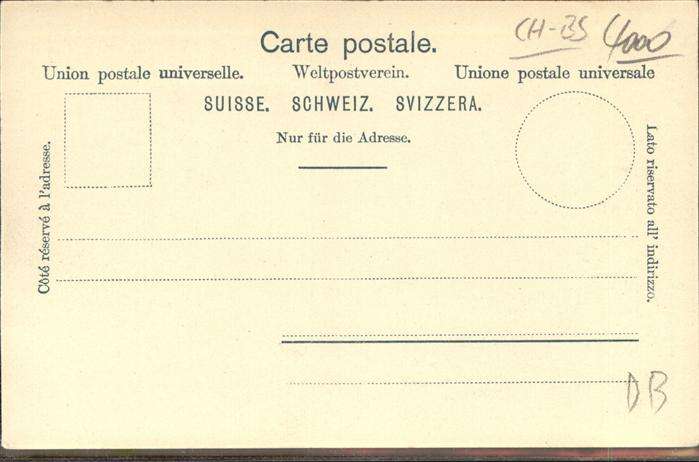 CH-BS 4000
Carte postale.
Union postale universelle. Weltpostverein. Unione postale universale
SUISSE. SCHWEIZ. SVIZZERA.
Nur für die Adresse.
Côté réservé à l'adresse.
Lato riservato all' indirizzo.
DB